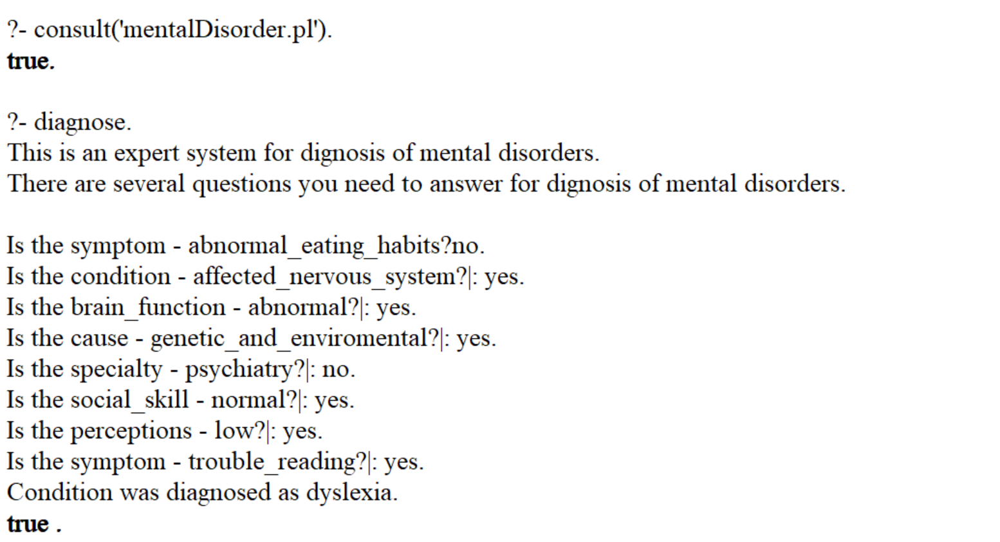 ?- consult('mentalDisorder.pl').
true.
?- diagnose.
This is an expert system for dignosis of mental disorders.
There are several questions you need to answer for dignosis of mental disorders.
Is the symptom - abnormal_eating_habits?no.
Is the condition - affected_nervous_system?|: yes.
Is the brain_function - abnormal?|: yes.
Is the cause - genetic_and_enviromental?|: yes.
Is the specialty - psychiatry?|: no.
Is the social_skill - normal?|: yes.
Is the perceptions - low?|: yes.
Is the symptom - trouble_reading?|: yes.
Condition was diagnosed as dyslexia.
true .